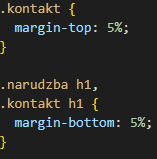 .kontakt {
  margin-top: 5%;
}

.narudzba h1,
.kontakt h1 {
  margin-bottom: 5%;
}